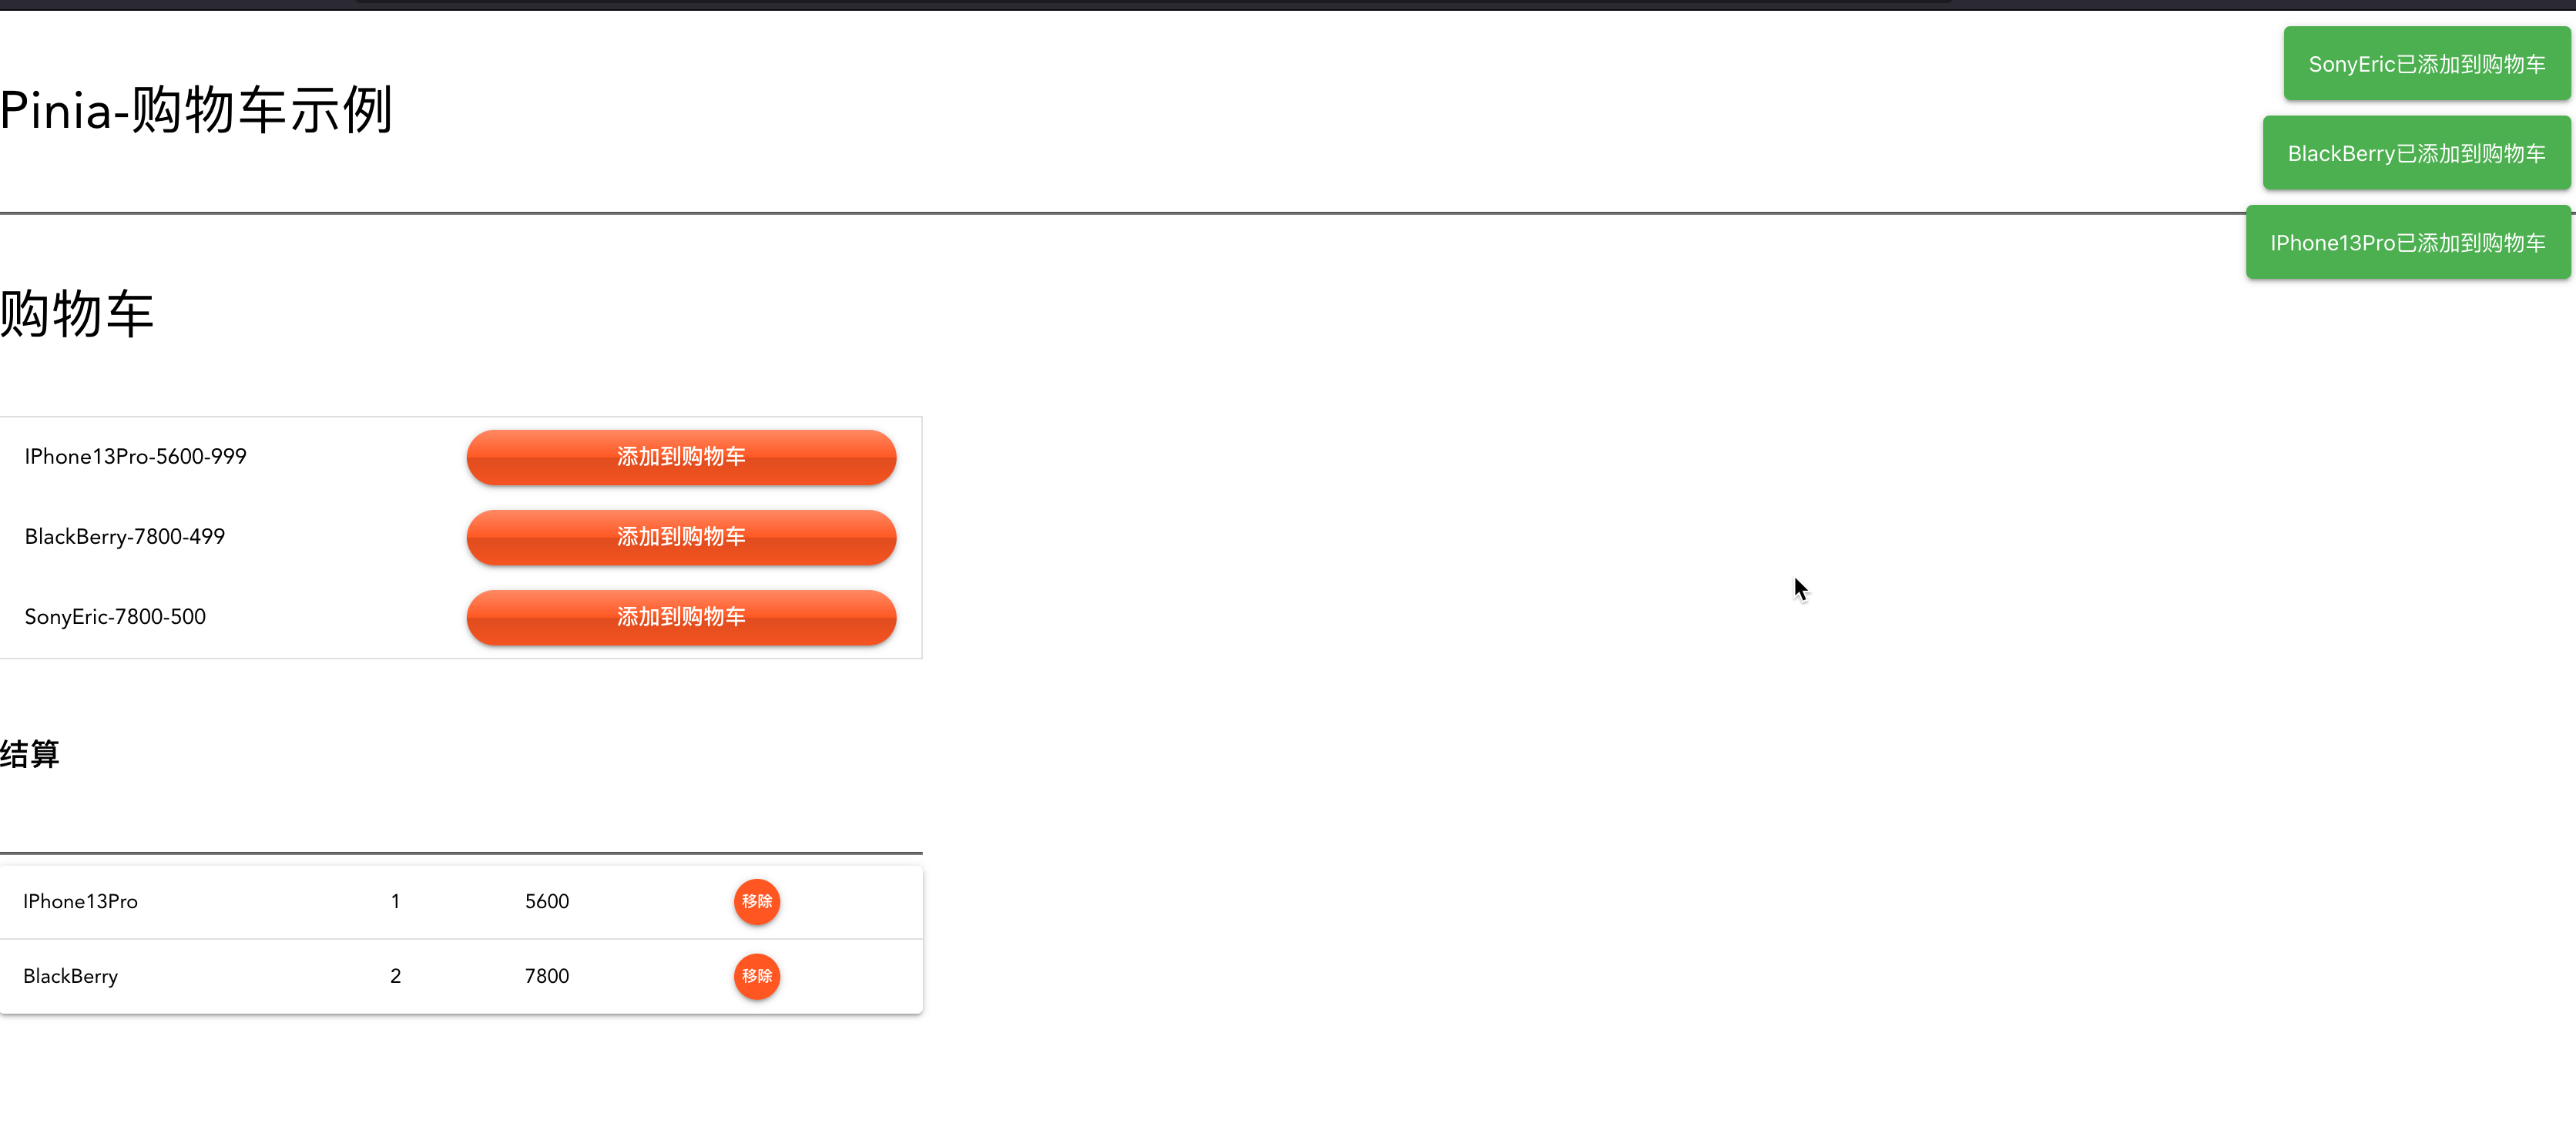 Pinia-购物车示例
SonyEric已添加到购物车
BlackBerry已添加到购物车
IPhone13Pro已添加到购物车
购物车
IPhone13Pro-5600-999 添加到购物车
BlackBerry-7800-499 添加到购物车
SonyEric-7800-500 添加到购物车
结算
IPhone13Pro 1 5600 移除
BlackBerry 2 7800 移除